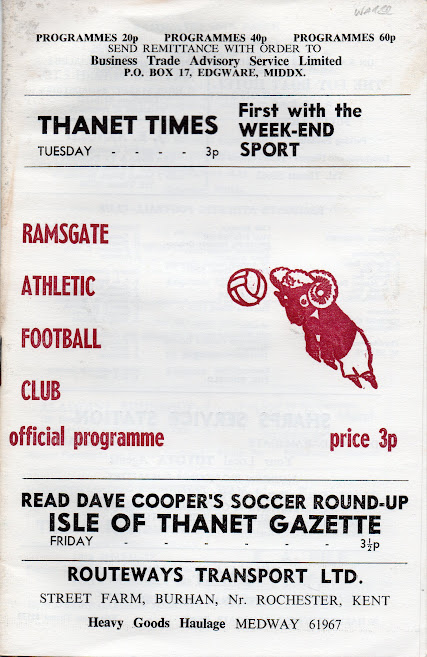 WARCO
PROGRAMMES 20p PROGRAMMES 40p PROGRAMMES 60p
SEND REMITTANCE WITH ORDER TO
Business Trade Advisory Service Limited
P.O. BOX 17, EDGWARE, MIDDX.
THANET TIMES
TUESDAY - - - - 3p
First with the
WEEK-END
SPORT
RAMSGATE
ATHLETIC
FOOTBALL
CLUB
official programme price 3p
READ DAVE COOPER'S SOCCER ROUND-UP
ISLE OF THANET GAZETTE
FRIDAY - - - - - - 3½p
ROUTEWAYS TRANSPORT LTD.
STREET FARM, BURHAN, Nr. ROCHESTER, KENT
Heavy Goods Haulage MEDWAY 61967